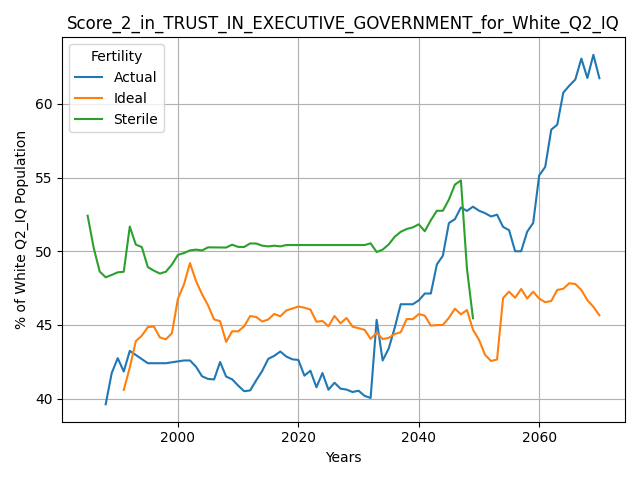 Score_2_in_TRUST_IN_EXECUTIVE_GOVERNMENT_for_White_Q2_IQ
Fertility
Actual
Ideal
Sterile
% of White Q2_IQ Population
60
55
50
45
40
2000
2020
2040
2060
Years